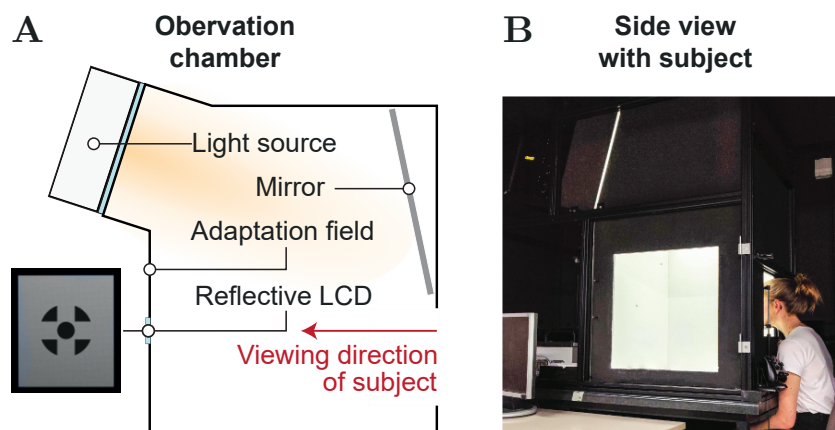 A
Obervation
chamber
Light source
Mirror
Adaptation field
Reflective LCD
Viewing direction
of subject
B
Side view
with subject